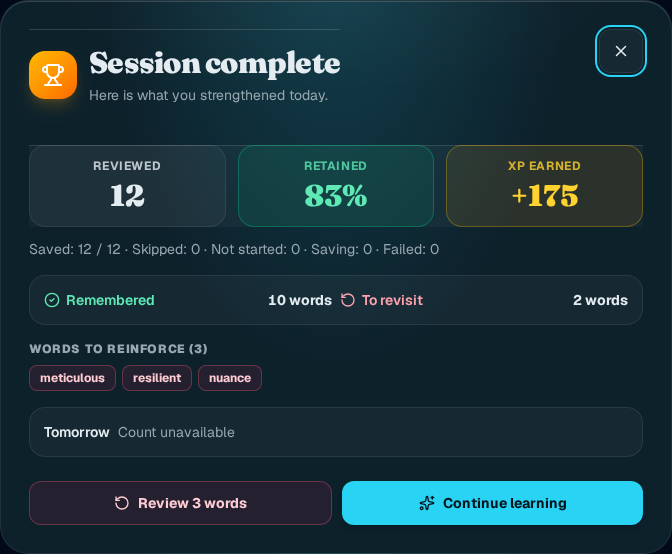 Session complete
Here is what you strengthened today.
REVIEWED
12
RETAINED
83%
XP EARNED
+175
Saved: 12 / 12 · Skipped: 0 · Not started: 0 · Saving: 0 · Failed: 0
Remembered 10 words To revisit 2 words
WORDS TO REINFORCE (3)
meticulous resilient nuance
Tomorrow Count unavailable
Review 3 words
Continue learning